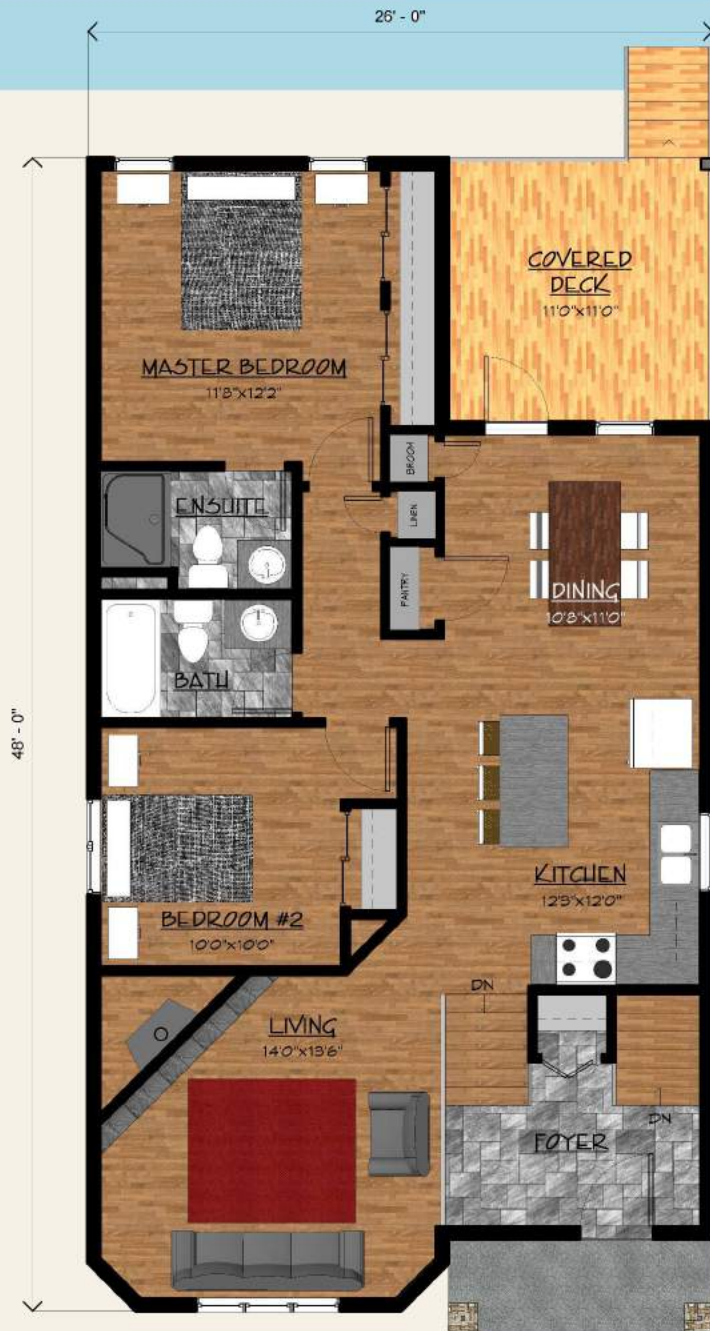 26' - 0"
COVERED
DECK
11'0"x11'0"
MASTER BEDROOM
11'8"x12'2"
BROOM
ENSUITE
LINEN
PANTRY
DINING
10'8"x11'0"
BATH
48' - 0"
KITCHEN
12'3"x12'0"
BEDROOM #2
10'0"x10'0"
DN
LIVING
14'0"x13'6"
DN
FOYER